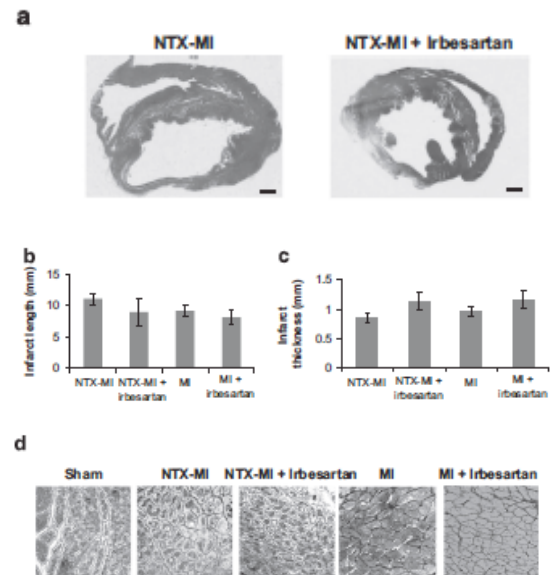 a
NTX-MI
NTX-MI + Irbesartan
b
Infarct length (mm)
15
10
5
0
NTX-MI
NTX-MI +
irbesartan
MI
MI +
irbesartan
c
Infarct
thickness (mm)
1.5
1
0.5
0
NTX-MI
NTX-MI +
irbesartan
MI
MI +
irbesartan
d
Sham
NTX-MI
NTX-MI + Irbesartan
MI
MI + Irbesartan